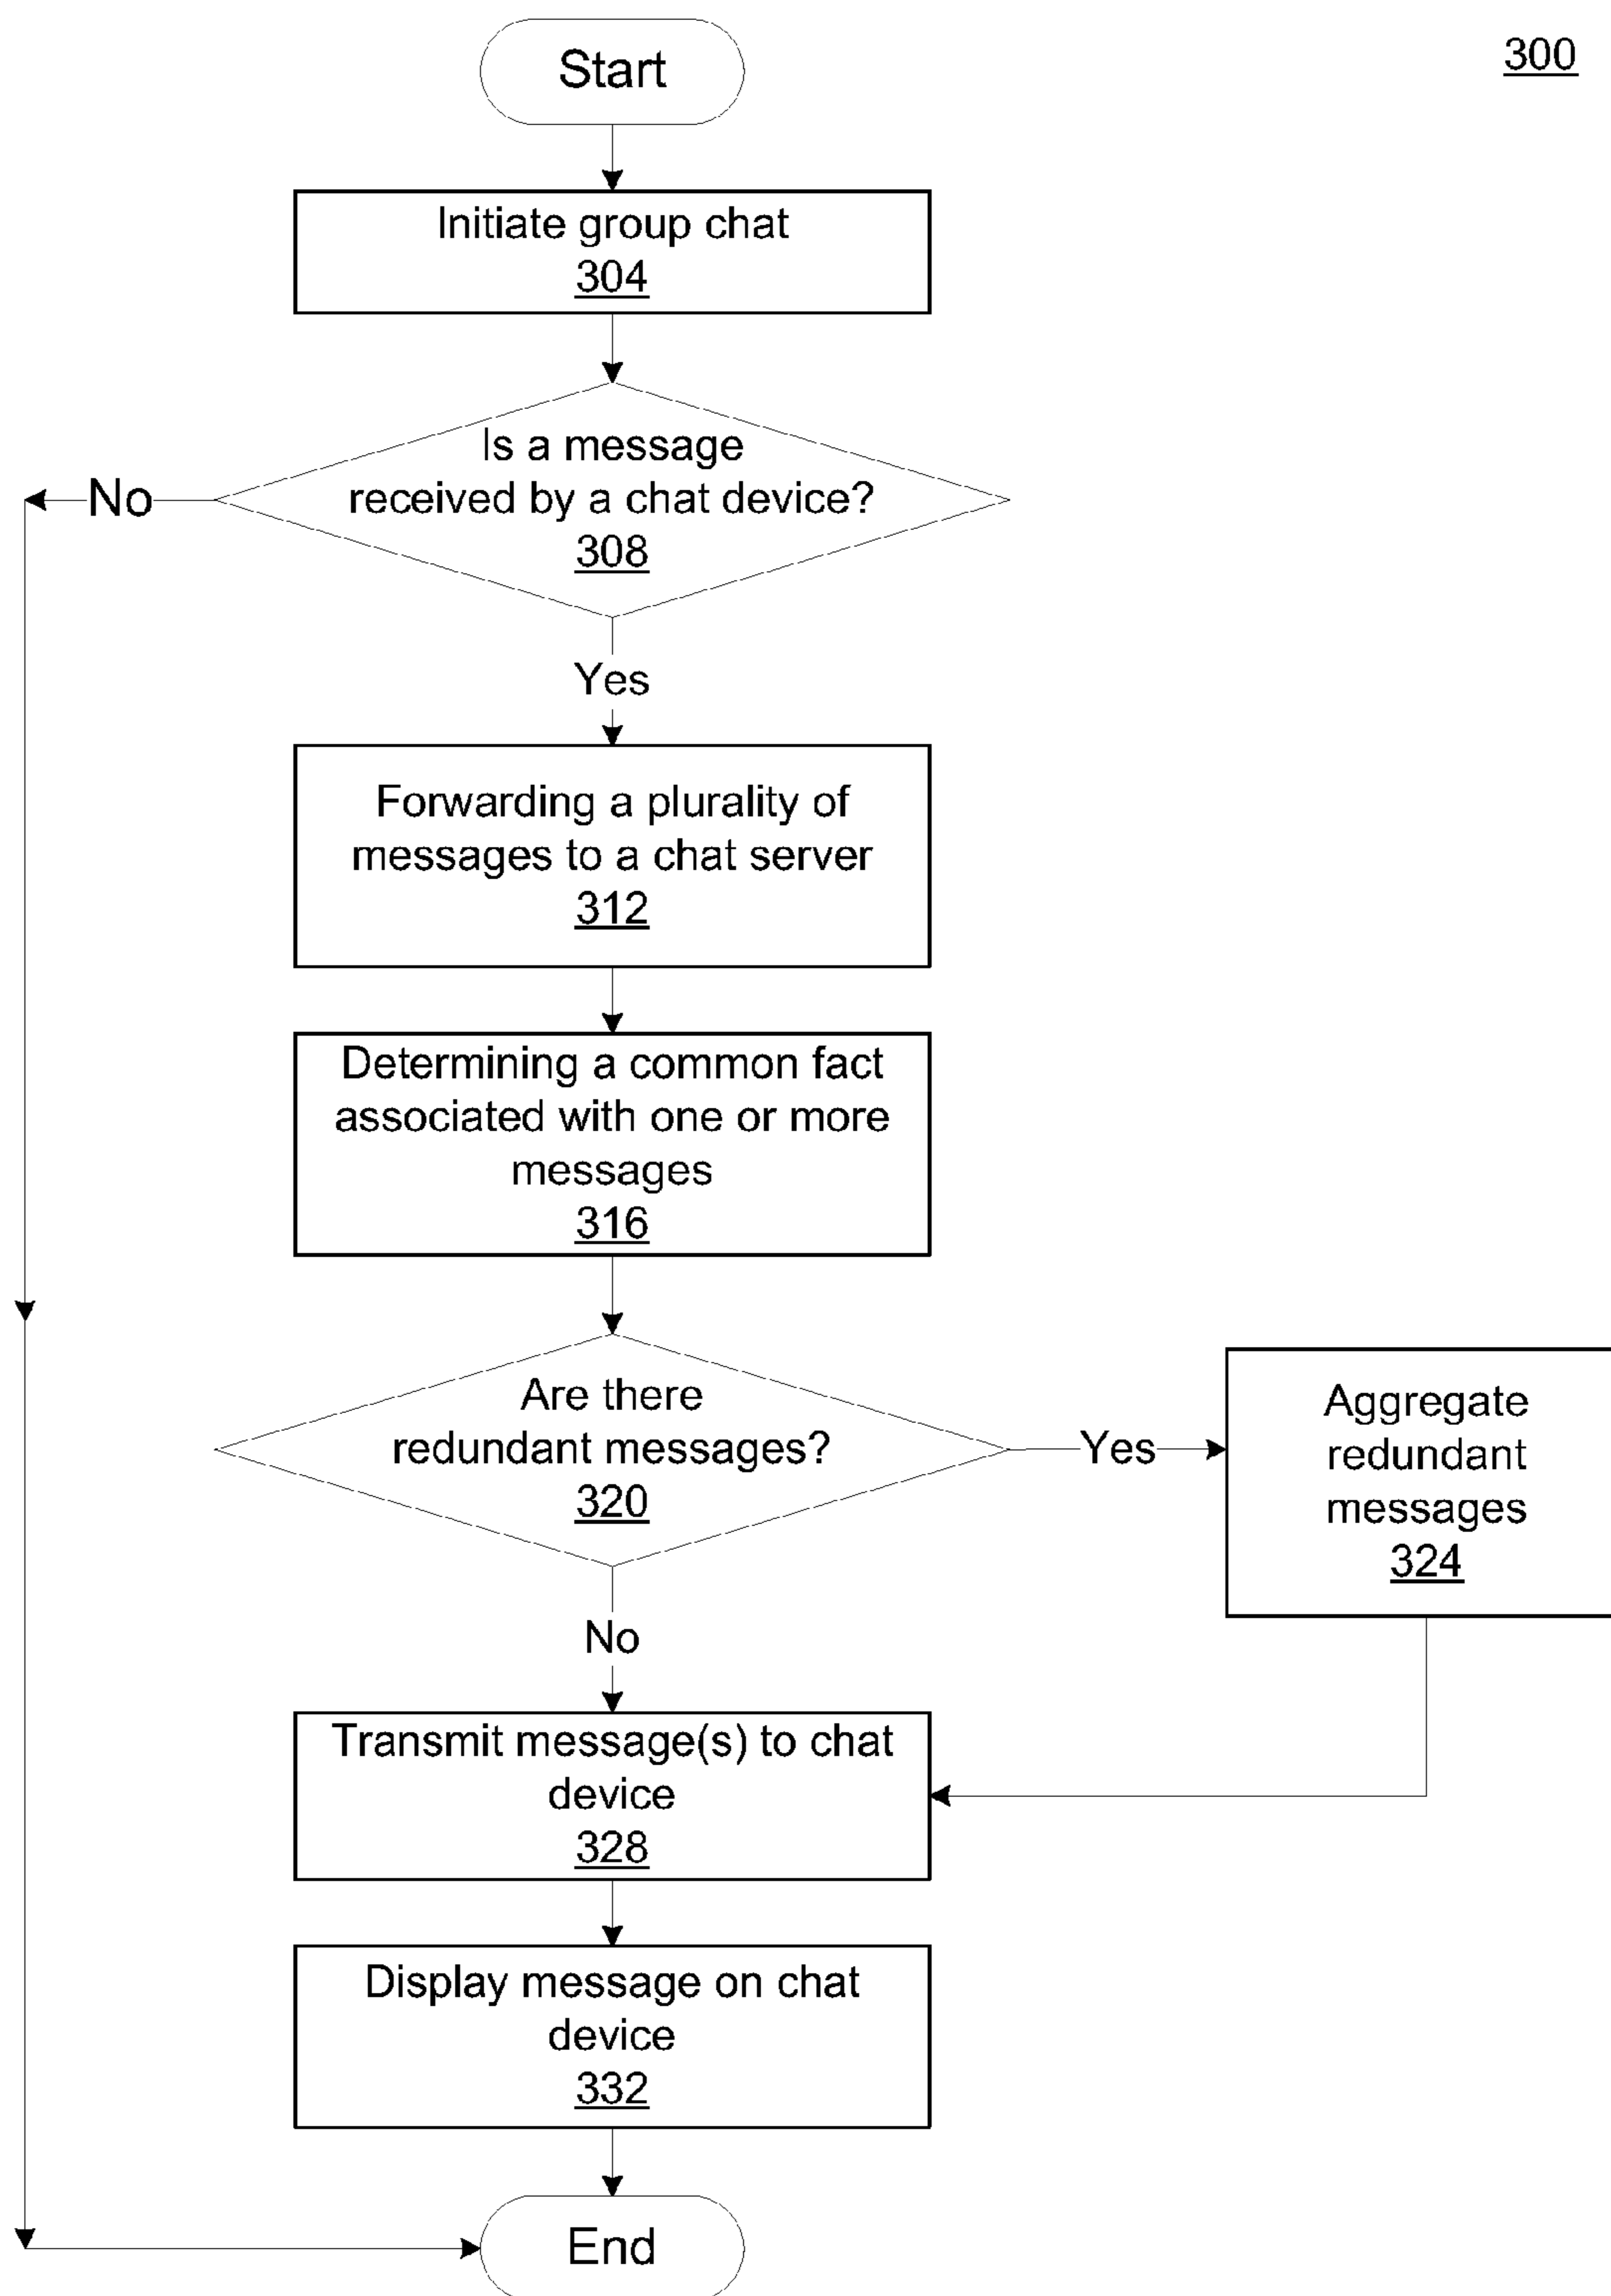 300
Start
Initiate group chat
304
Is a message
received by a chat device?
308
No
Yes
Forwarding a plurality of
messages to a chat server
312
Determining a common fact
associated with one or more
messages
316
Are there
redundant messages?
320
Yes
Aggregate
redundant
messages
324
No
Transmit message(s) to chat
device
328
Display message on chat
device
332
End